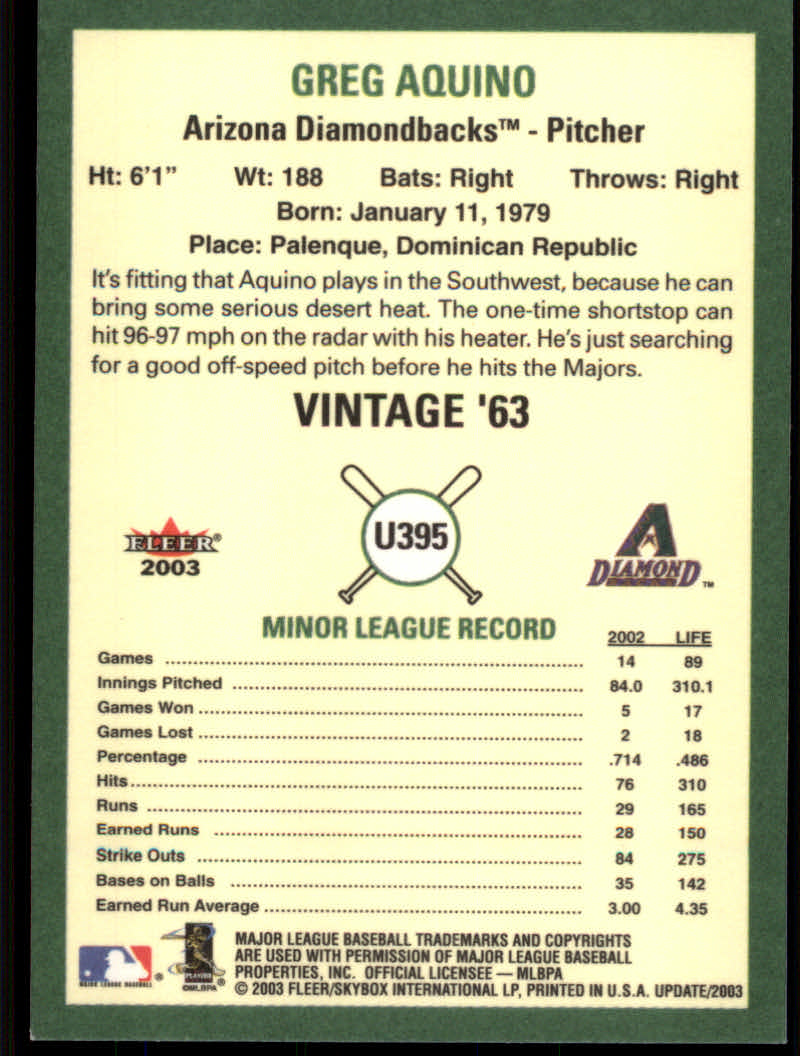 GREG AQUINO
Arizona Diamondbacks™ - Pitcher
Ht: 6'1" Wt: 188 Bats: Right Throws: Right
Born: January 11, 1979
Place: Palenque, Dominican Republic
It's fitting that Aquino plays in the Southwest, because he can
bring some serious desert heat. The one-time shortstop can
hit 96-97 mph on the radar with his heater. He's just searching
for a good off-speed pitch before he hits the Majors.
VINTAGE '63
U395
FLEER®
2003
A
DIAMOND™
MINOR LEAGUE RECORD
2002 LIFE
Games 14 89
Innings Pitched 84.0 310.1
Games Won 5 17
Games Lost 2 18
Percentage .714 .486
Hits 76 310
Runs 29 165
Earned Runs 28 150
Strike Outs 84 275
Bases on Balls 35 142
Earned Run Average 3.00 4.35
MAJOR LEAGUE BASEBALL®
PLAYERS
©MLBPA®
MAJOR LEAGUE BASEBALL TRADEMARKS AND COPYRIGHTS
ARE USED WITH PERMISSION OF MAJOR LEAGUE BASEBALL
PROPERTIES, INC. OFFICIAL LICENSEE — MLBPA
© 2003 FLEER/SKYBOX INTERNATIONAL LP, PRINTED IN U.S.A. UPDATE/2003